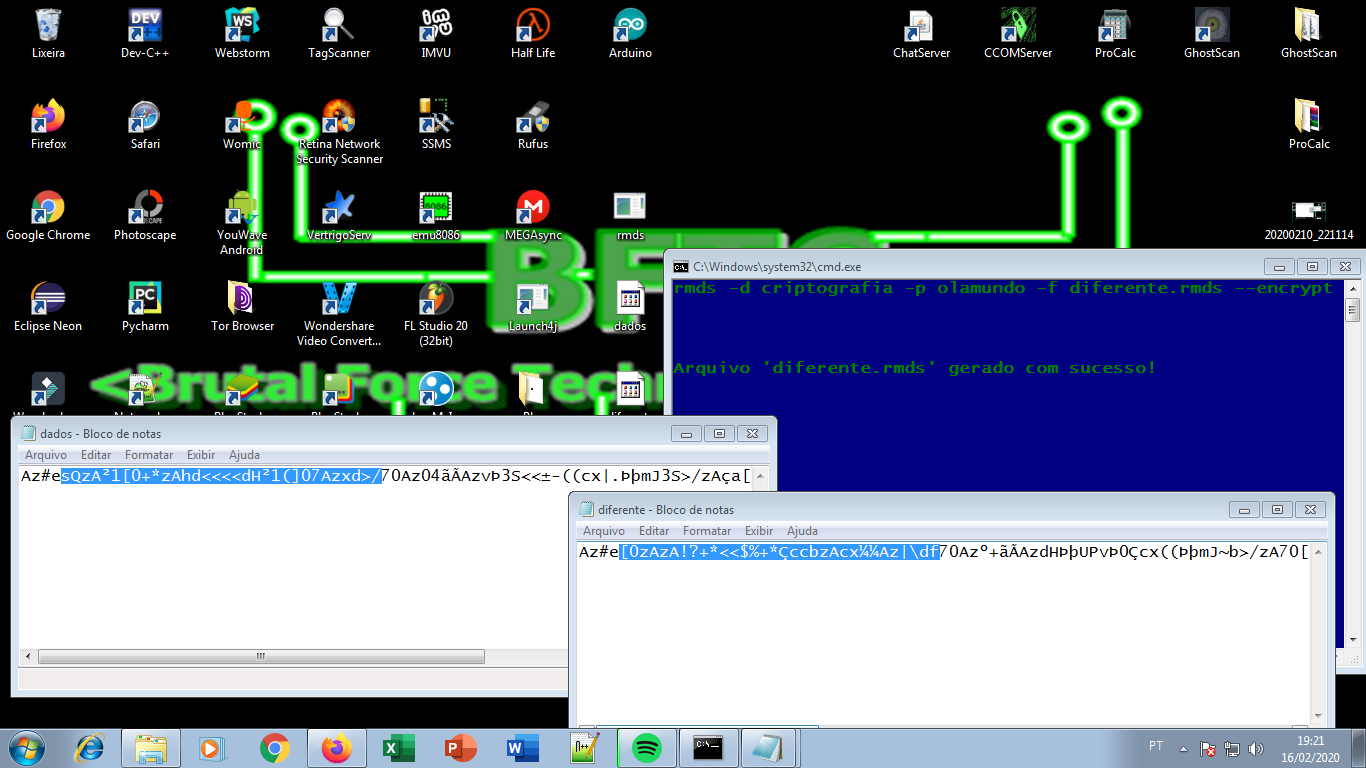 Lixeira
Dev-C++
Webstorm
TagScanner
IMVU
Half Life
Arduino
ChatServer
CCOMServer
ProCalc
GhostScan
GhostScan
Firefox
Safari
Womic
Retina Network
Security Scanner
SSMS
Rufus
ProCalc
Google Chrome
Photoscape
YouWave
Android
VertrigoServ
emu8086
MEGAsync
rmds
20200210_221114
Eclipse Neon
Pycharm
Tor Browser
Wondershare
Video Convert...
FL Studio 20
(32bit)
Launch4j
dados
<Brutal Force Techn
C:\Windows\system32\cmd.exe
rmds -d criptografia -p olamundo -f diferente.rmds --encrypt
Arquivo 'diferente.rmds' gerado com sucesso!
dados - Bloco de notas
Arquivo Editar Formatar Exibir Ajuda
Az#esQzA²1[0+*zAhd<<<<dH²1(]07Azxd>/70Az04ãÃAzvÞ3S<<±-((cx|.ÞþmJ3S>/zAça[
diferente - Bloco de notas
Arquivo Editar Formatar Exibir Ajuda
Az#e[0zAzA!?+*<<$%+*ÇccbzAcx¼¼Az|\df70Azº+ãÃAzdHÞþUPvÞ0Çcx((ÞþmJ~b>/zA70[
PT
19:21
16/02/2020